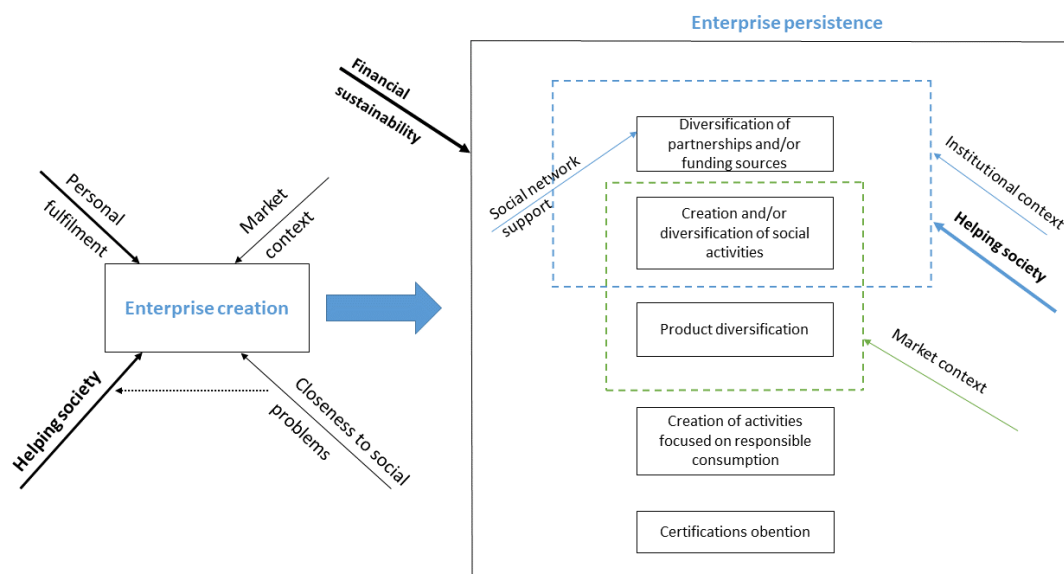 Enterprise persistence
Financial
sustainability
Diversification of
partnerships and/or
funding sources
Social network
support
Institutional context
Personal
fulfilment
Market
context
Creation and/or
diversification of social
activities
Helping society
Enterprise creation
Product diversification
Market context
Helping society
Closeness to social
problems
Creation of activities
focused on responsible
consumption
Certifications obention